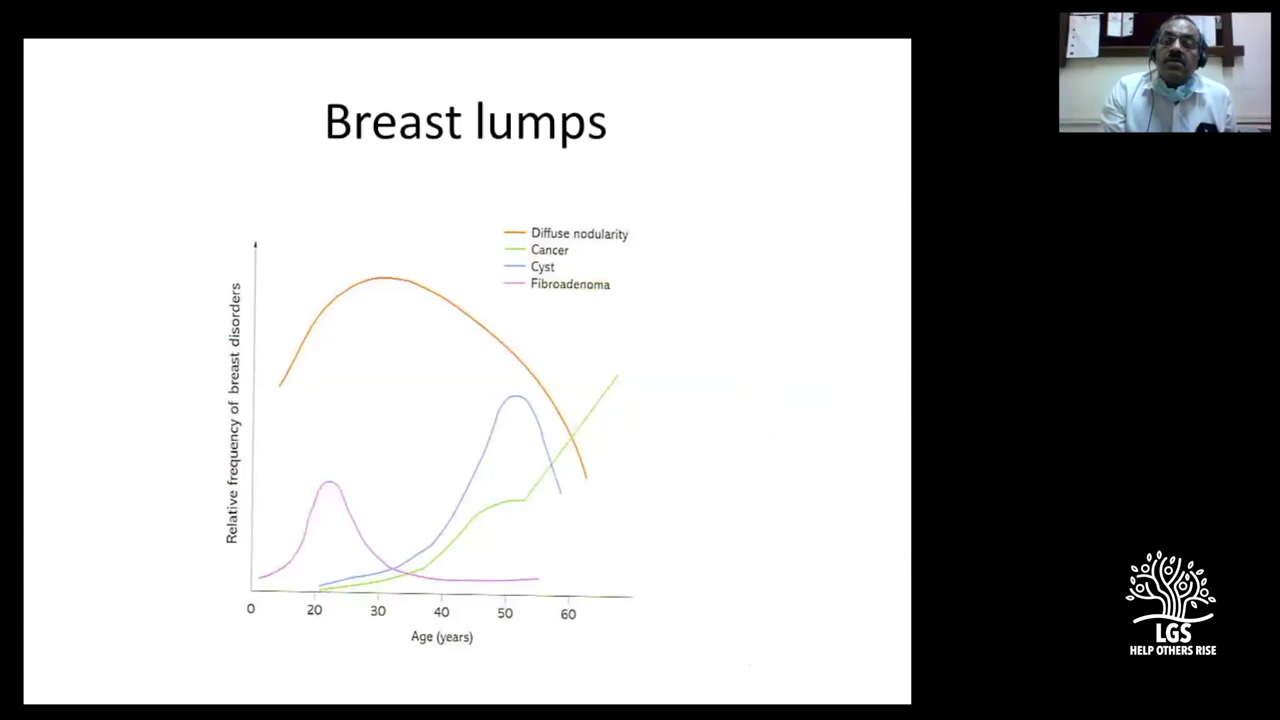 Breast lumps
Diffuse nodularity
Cancer
Cyst
Fibroadenoma
Relative frequency of breast disorders
0 20 30 40 50 60
Age (years)
LGS
HELP OTHERS RISE